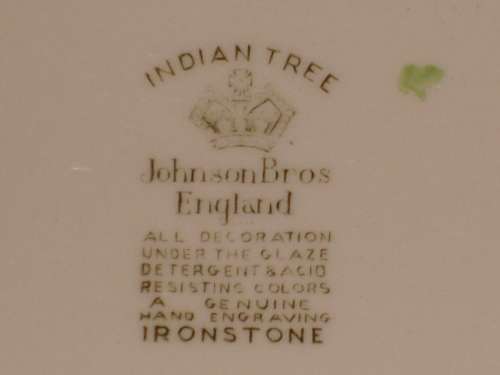 INDIAN TREE
Johnson Bros
England
ALL DECORATION
UNDER THE GLAZE
DETERGENT & ACID
RESISTING COLORS
A GENUINE
HAND ENGRAVING
IRONSTONE